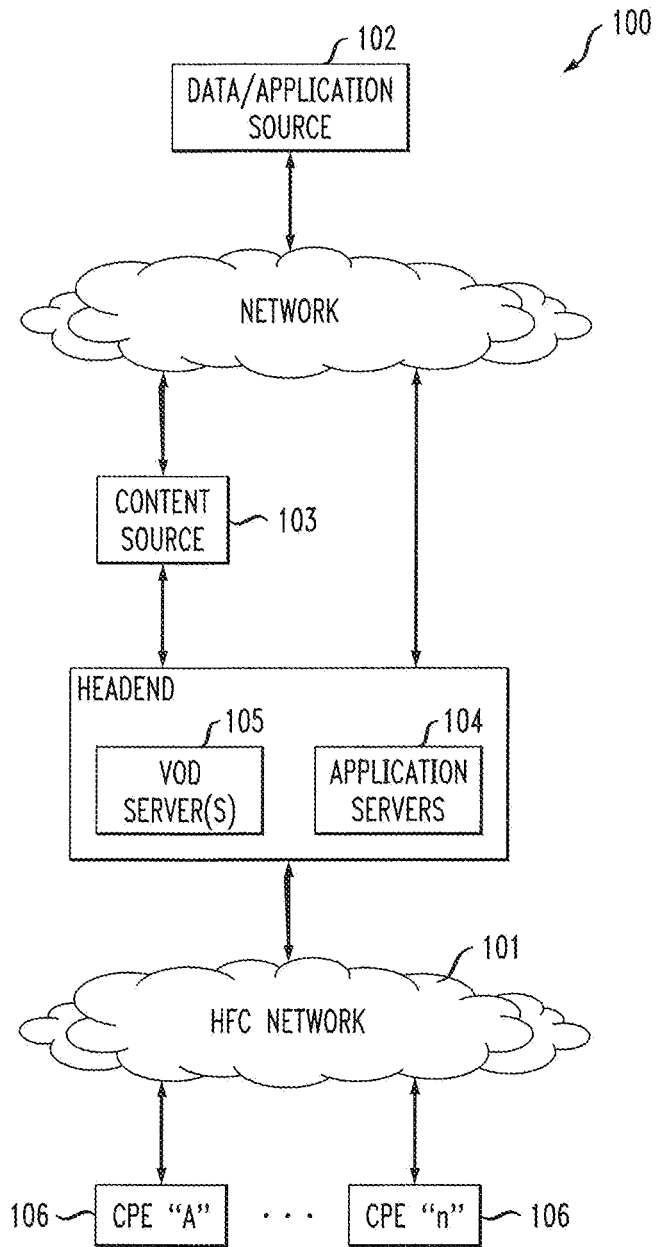 100
102
DATA/APPLICATION
SOURCE
NETWORK
CONTENT
SOURCE
103
HEADEND
105
VOD
SERVER(S)
104
APPLICATION
SERVERS
101
HFC NETWORK
106
CPE "A"
. . .
CPE "n"
106